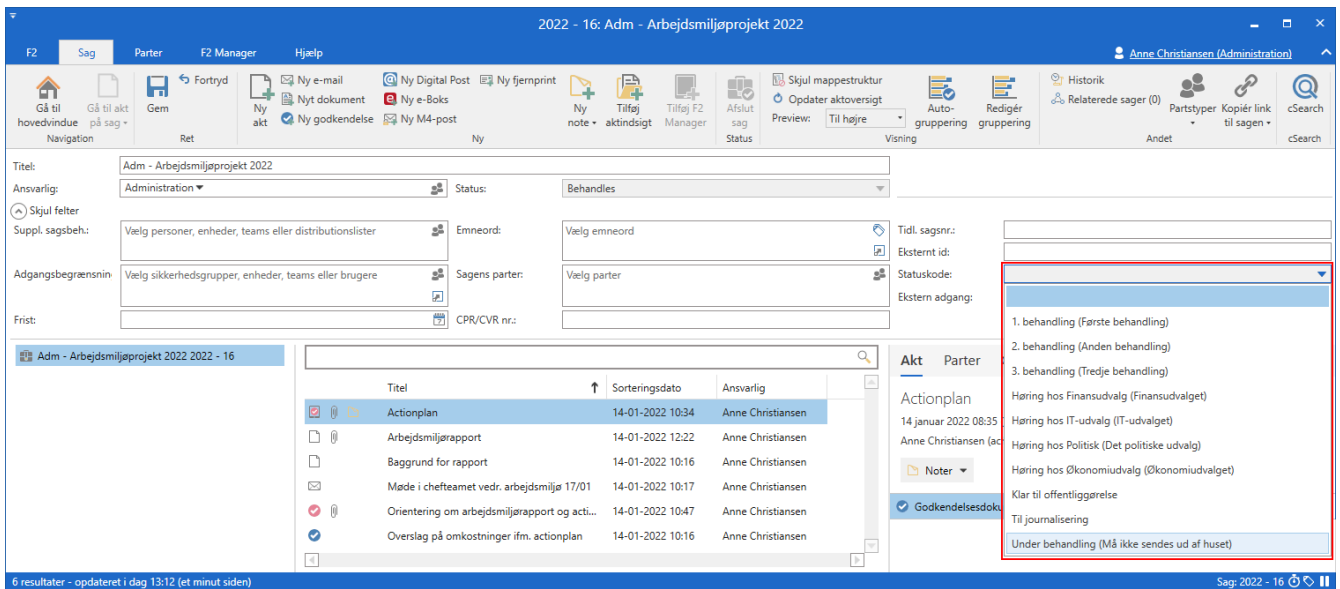 2022 - 16: Adm - Arbejdsmiljøprojekt 2022
F2 Sag Parter F2 Manager Hjælp Anne Christiansen (Administration)
Gå til hovedvindue
Gå til akt på sag
Navigation
Gem
Fortryd
Ret
Ny akt
Ny e-mail
Nyt dokument
Ny godkendelse
Ny Digital Post
Ny e-Boks
Ny M4-post
Ny fjernprint
Ny note
Tilføj aktindsigt
Tilføj F2 Manager
Ny
Afslut sag
Status
Skjul mappestruktur
Opdater aktoversigt
Preview: Til højre
Auto-gruppering
Redigér gruppering
Visning
Historik
Relaterede sager (0)
Partstyper
Kopiér link til sagen
Andet
cSearch
cSearch
Titel: Adm - Arbejdsmiljøprojekt 2022
Ansvarlig: Administration Status: Behandles
Skjul felter
Suppl. sagsbeh.: Vælg personer, enheder, teams eller distributionslister Emneord: Vælg emneord Tidl. sagsnr.:
Eksternt id:
Adgangsbegrænsnin Vælg sikkerhedsgrupper, enheder, teams eller brugere Sagens parter: Vælg parter Statuskode:
Ekstern adgang:
Frist: CPR/CVR nr.:
1. behandling (Første behandling)
2. behandling (Anden behandling)
3. behandling (Tredje behandling)
Høring hos Finansudvalg (Finansudvalget)
Høring hos IT-udvalg (IT-udvalget)
Høring hos Politisk (Det politiske udvalg)
Høring hos Økonomiudvalg (Økonomiudvalget)
Klar til offentliggørelse
Til journalisering
Under behandling (Må ikke sendes ud af huset)
Adm - Arbejdsmiljøprojekt 2022 2022 - 16
Titel Sorteringsdato Ansvarlig
Actionplan 14-01-2022 10:34 Anne Christiansen
Arbejdsmiljørapport 14-01-2022 12:22 Anne Christiansen
Baggrund for rapport 14-01-2022 10:16 Anne Christiansen
Møde i chefteamet vedr. arbejdsmiljø 17/01 14-01-2022 10:17 Anne Christiansen
Orientering om arbejdsmiljørapport og acti... 14-01-2022 10:47 Anne Christiansen
Overslag på omkostninger ifm. actionplan 14-01-2022 10:16 Anne Christiansen
Akt Parter
Actionplan
14 januar 2022 08:35
Anne Christiansen (ac
Noter
Godkendelsesdoku
6 resultater - opdateret i dag 13:12 (et minut siden) Sag: 2022 - 16